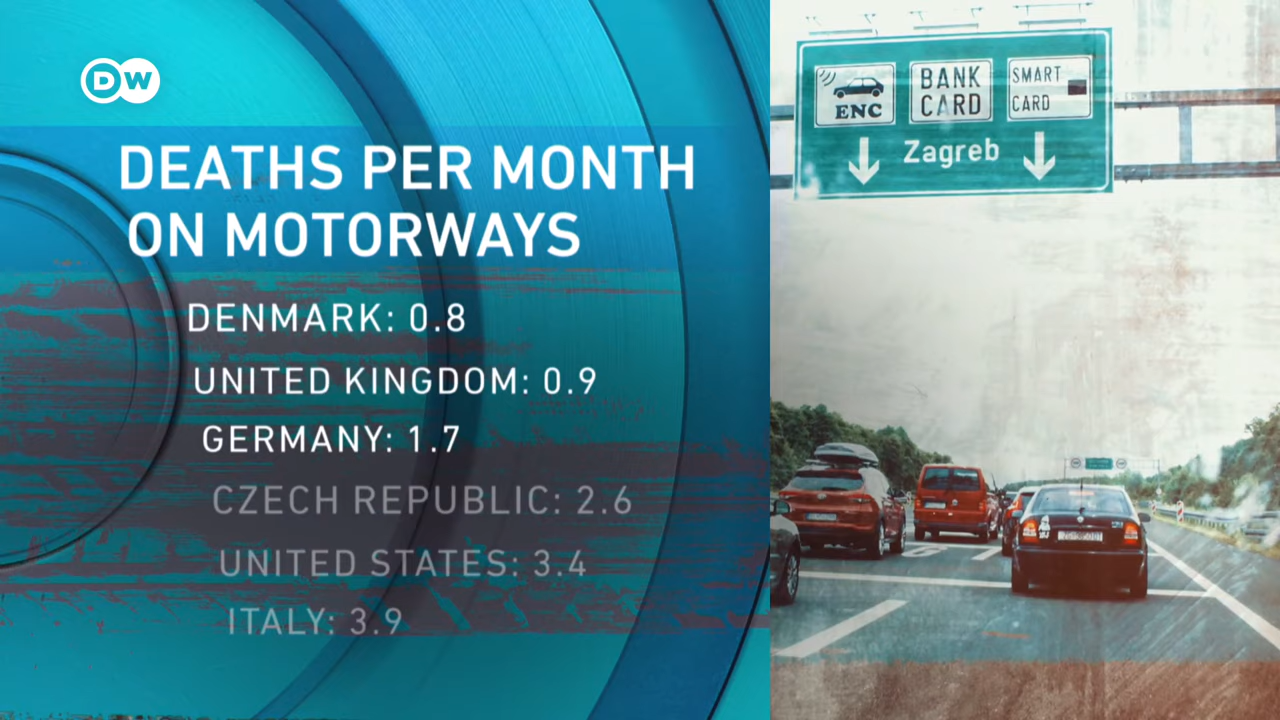 DW
DEATHS PER MONTH
ON MOTORWAYS
DENMARK: 0.8
UNITED KINGDOM: 0.9
GERMANY: 1.7
CZECH REPUBLIC: 2.6
UNITED STATES: 3.4
ITALY: 3.9
ENC
BANK
CARD
SMART
CARD
Zagreb